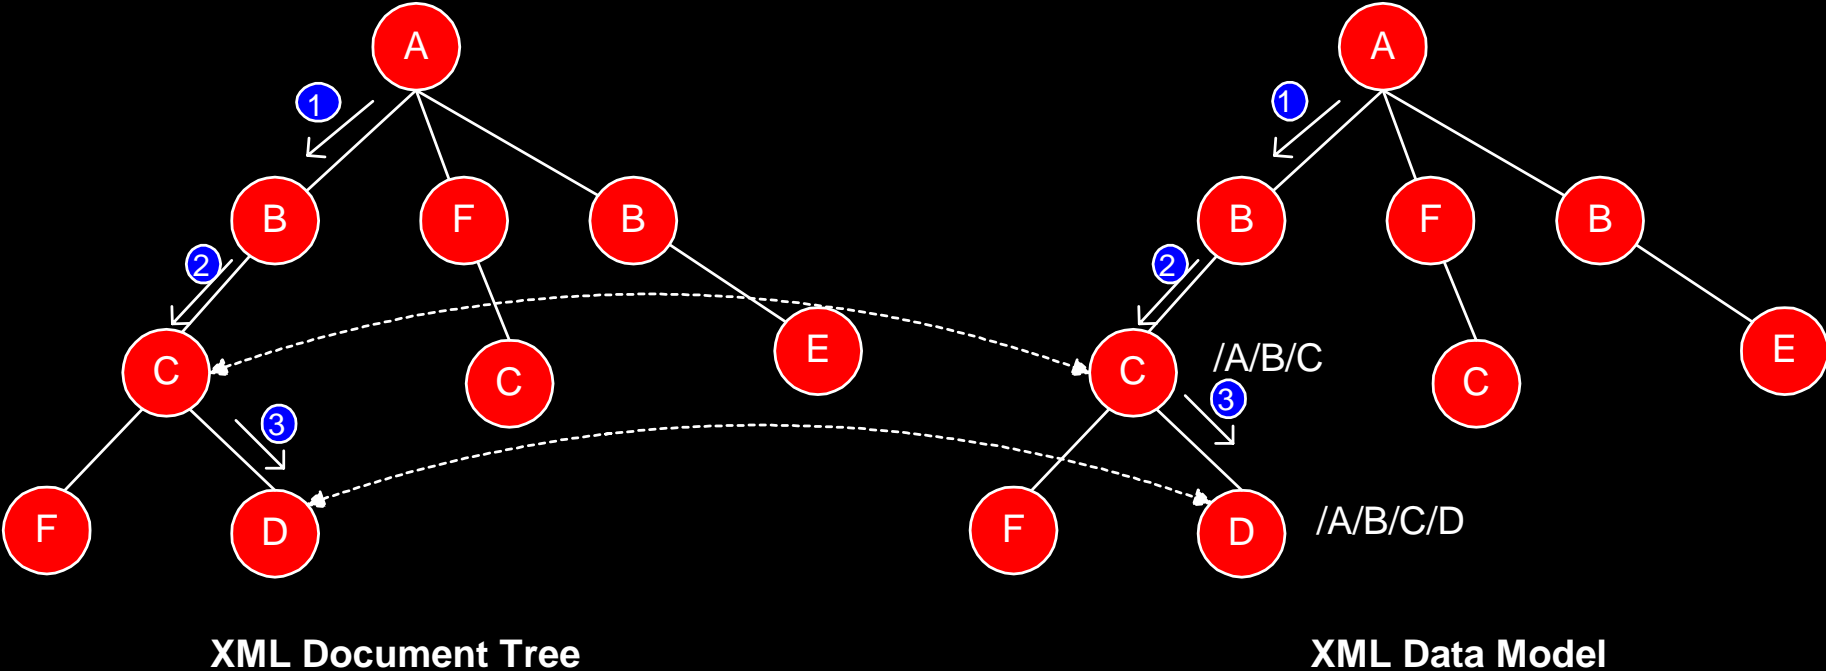 A
1
B
F
B
2
C
C
E
3
F
D
XML Document Tree
A
1
B
F
B
2
C
/A/B/C
C
E
3
F
D
/A/B/C/D
XML Data Model